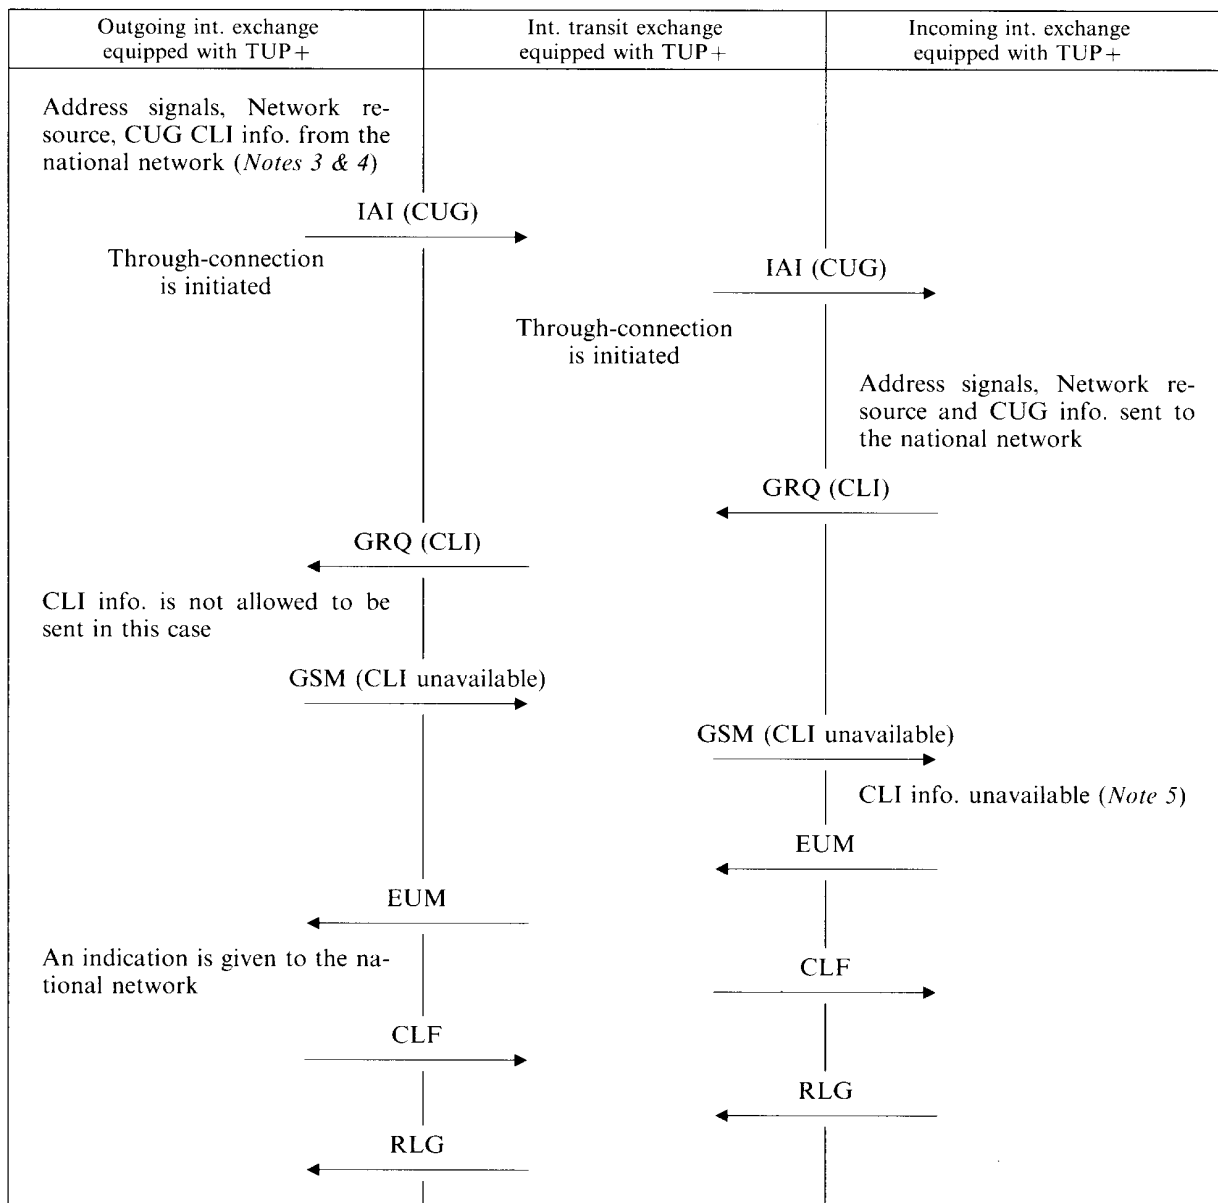 Outgoing int. exchange
equipped with TUP+
Int. transit exchange
equipped with TUP+
Incoming int. exchange
equipped with TUP+
Address signals, Network re-
source, CUG CLI info. from the
national network (Notes 3 & 4)
IAI (CUG)
Through-connection
is initiated
IAI (CUG)
Through-connection
is initiated
Address signals, Network re-
source and CUG info. sent to
the national network
GRQ (CLI)
GRQ (CLI)
CLI info. is not allowed to be
sent in this case
GSM (CLI unavailable)
GSM (CLI unavailable)
CLI info. unavailable (Note 5)
EUM
EUM
An indication is given to the na-
tional network
CLF
CLF
RLG
RLG